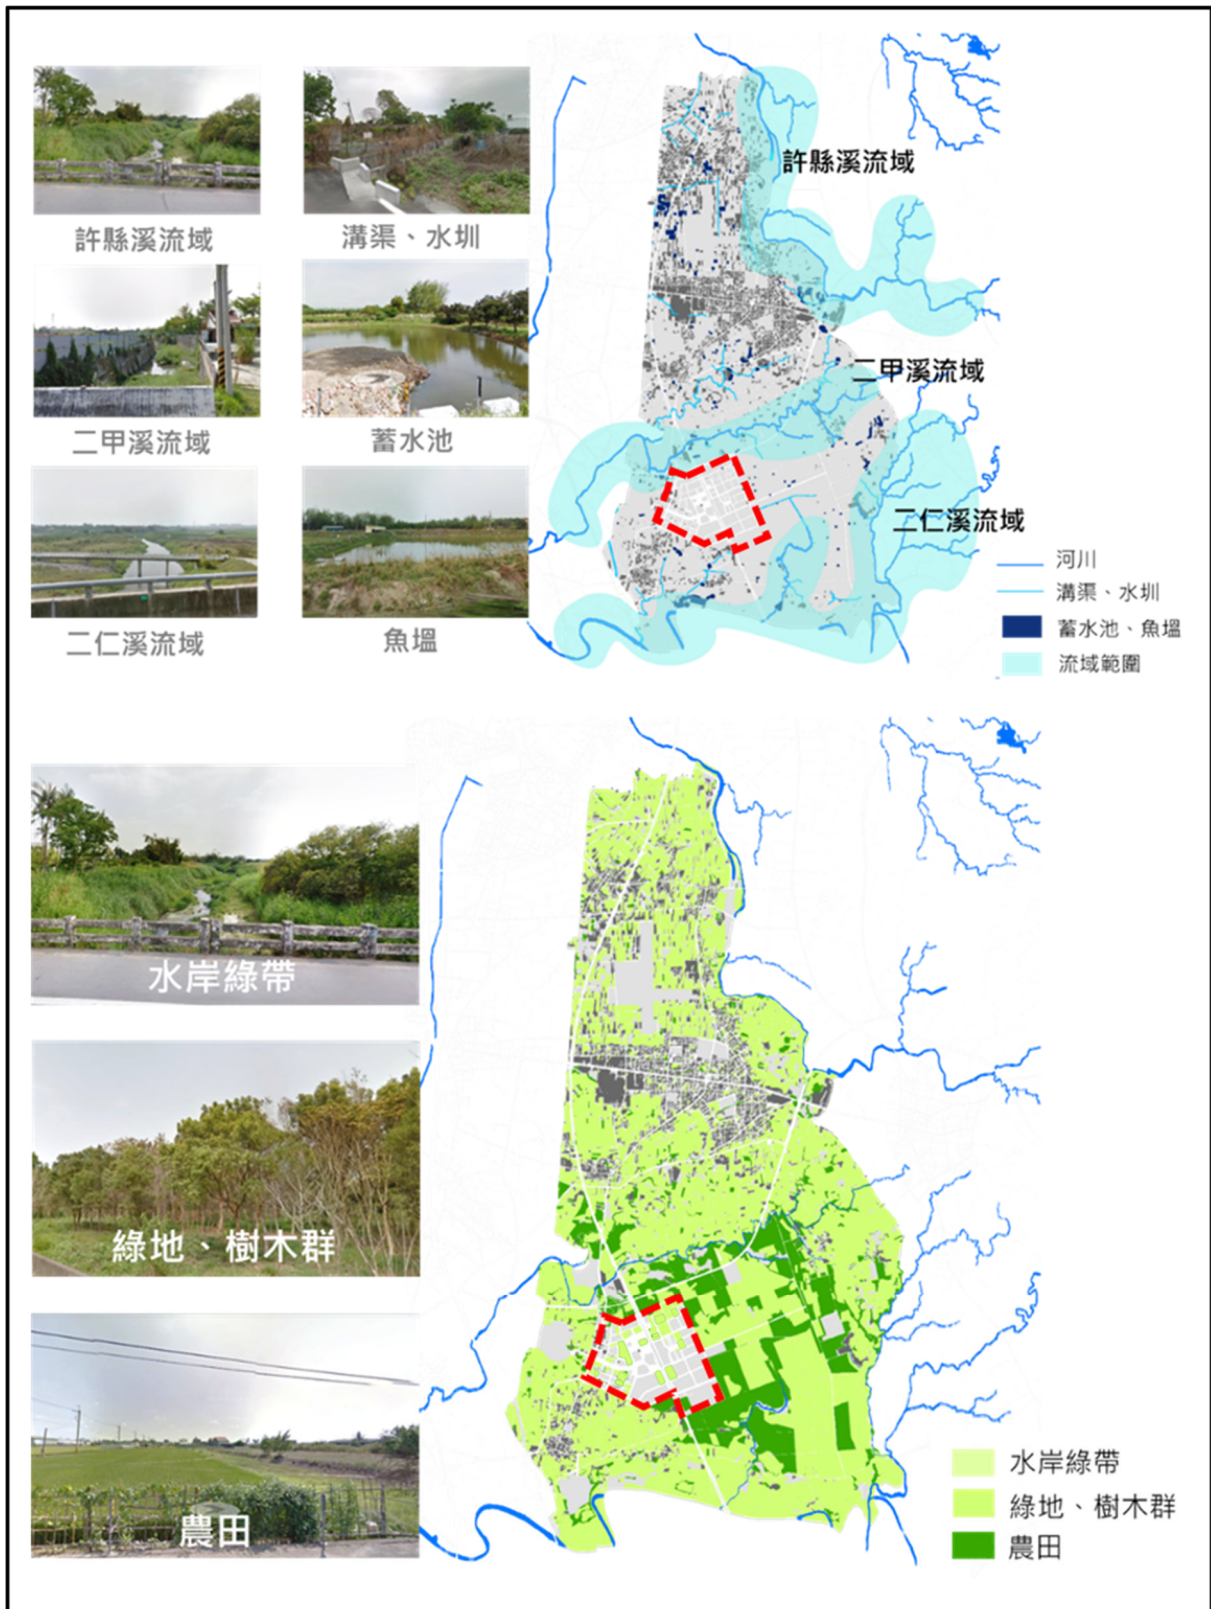 許縣溪流域
溝渠、水圳
二甲溪流域
蓄水池
二仁溪流域
魚塭
許縣溪流域
二甲溪流域
二仁溪流域
河川
溝渠、水圳
蓄水池、魚塭
流域範圍
水岸綠帶
綠地、樹木群
農田
水岸綠帶
綠地、樹木群
農田